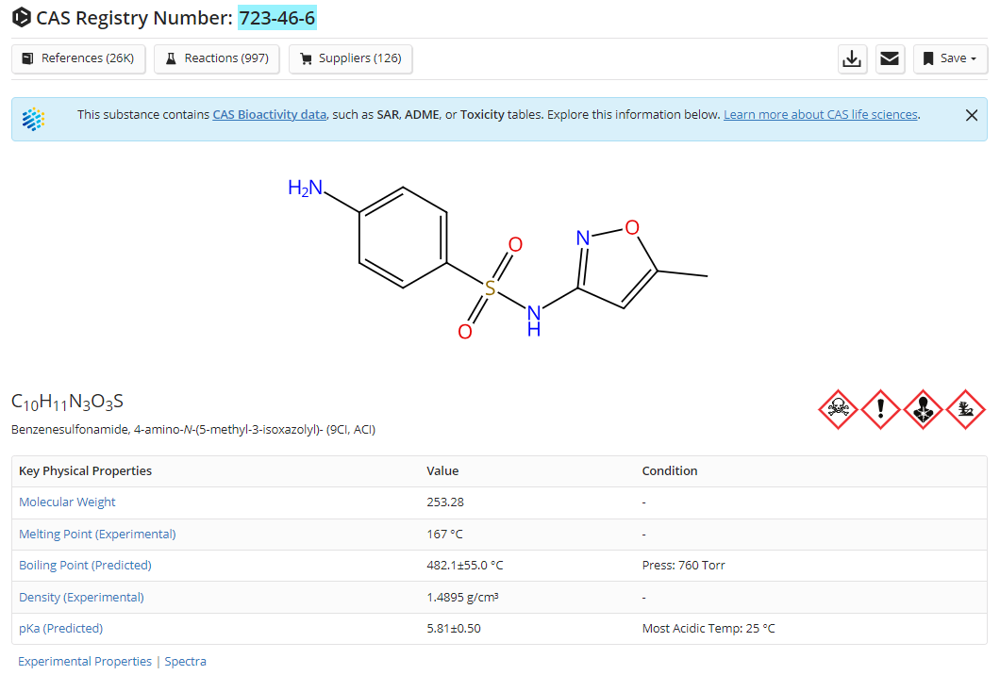 CAS Registry Number: 723-46-6
References (26K) Reactions (997) Suppliers (126) Save
This substance contains CAS Bioactivity data, such as SAR, ADME, or Toxicity tables. Explore this information below. Learn more about CAS life sciences.
H₂N
N
O
O
S
N
H
O
C₁₀H₁₁N₃O₃S
Benzenesulfonamide, 4-amino-N-(5-methyl-3-isoxazolyl)- (9CI, ACI)
Key Physical Properties Value Condition
Molecular Weight 253.28 -
Melting Point (Experimental) 167 °C -
Boiling Point (Predicted) 482.1±55.0 °C Press: 760 Torr
Density (Experimental) 1.4895 g/cm³ -
pKa (Predicted) 5.81±0.50 Most Acidic Temp: 25 °C
Experimental Properties | Spectra